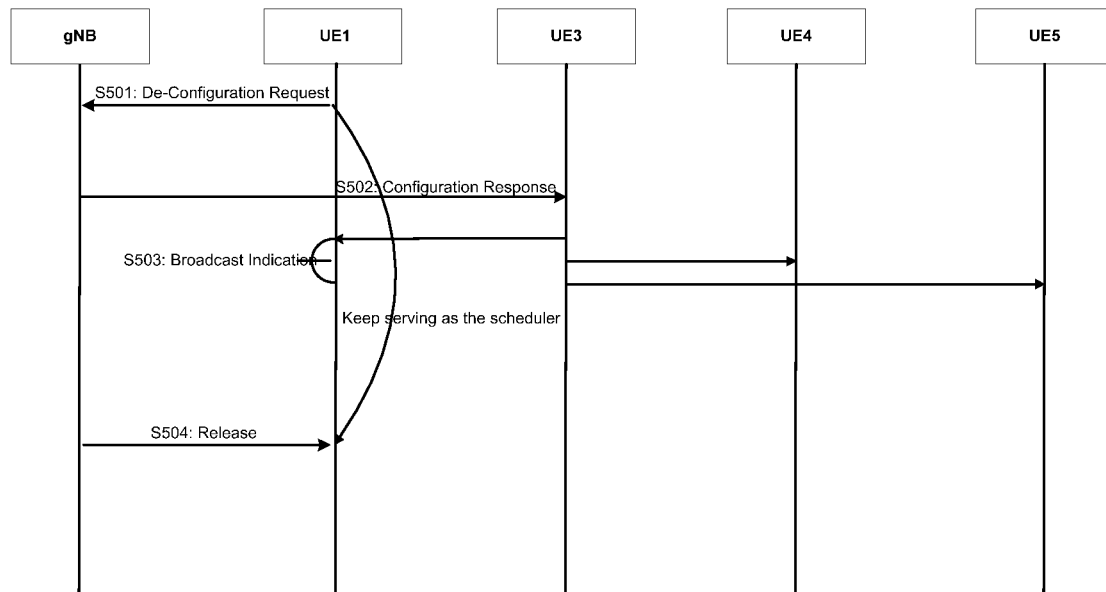 gNB
UE1
UE3
UE4
UE5
S501: De-Configuration Request
S502: Configuration Response
S503: Broadcast Indication
Keep serving as the scheduler
S504: Release